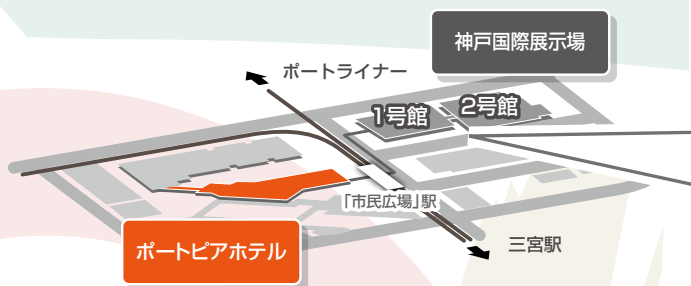 神戸国際展示場
ポートライナー
1号館
2号館
「市民広場」駅
三宮駅
ポートピアホテル